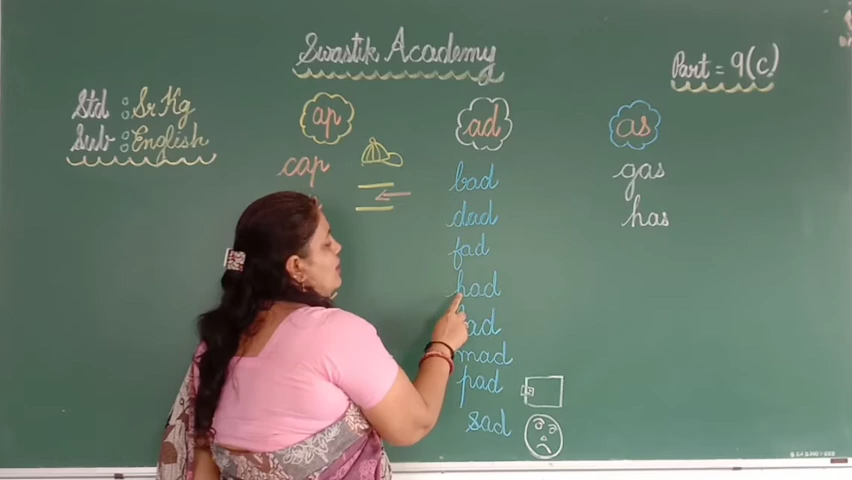 Swastik Academy
Part = 9(c)
Std : Sr Kg
Sub : English
ap
cap
ad
bad
dad
fad
had
ad
mad
pad
sad
as
gas
has